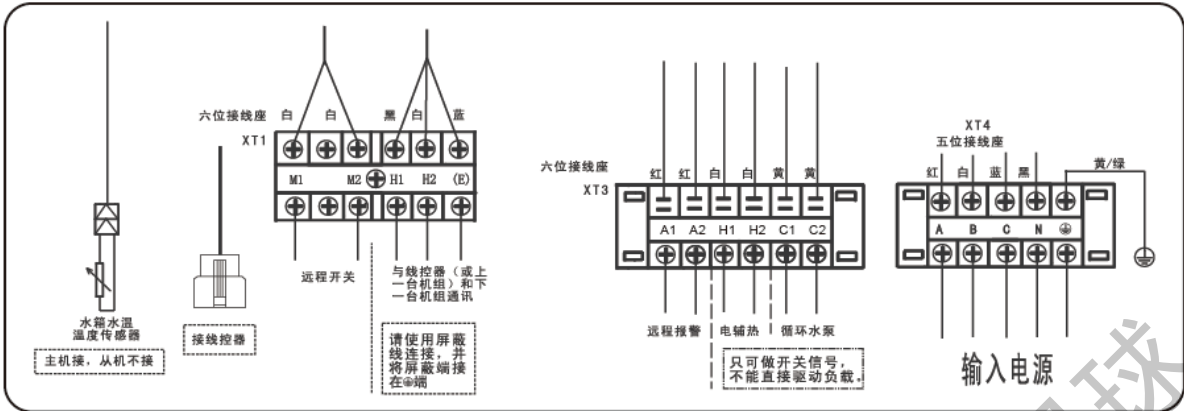 六位接线座 白 白 黑 白 蓝
XT1
M1 M2 H1 H2 (E)
远程开关
与线控器（或上
一台机组）和下
一台机组通讯
请使用屏蔽
线连接，并
将屏蔽端接
在⏚端
水箱水温
温度传感器
主机接，从机不接
接线控器
六位接线座 红 红 白 白 黄 黄
XT3
A1 A2 H1 H2 C1 C2
远程报警 电辅热 循环水泵
只可做开关信号，
不能直接驱动负载。
XT4
五位接线座
红 白 蓝 黑 黄/绿
A B C N ⏚
输入电源
球